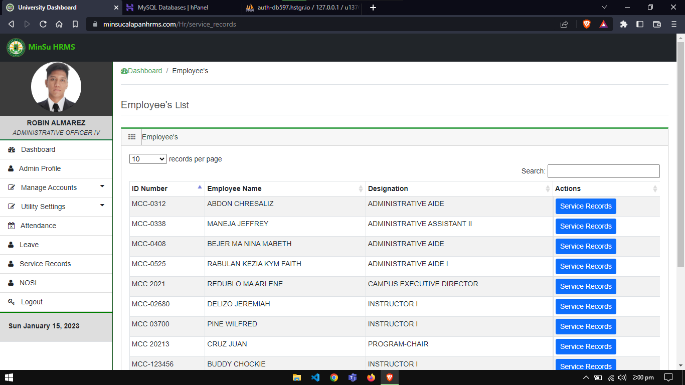 University Dashboard
MySQL Databases | hPanel
auth-db597.hstgr.io / 127.0.0.1 / u137
minsucalapanhrms.com/Hr/service_records
MinSu HRMS
ROBIN ALMAREZ
ADMINISTRATIVE OFFICER IV
Dashboard
Admin Profile
Manage Accounts
Utility Settings
Attendance
Leave
Service Records
NOSI
Logout
Sun January 15, 2023
Dashboard / Employee's
Employee's List
Employee's
10 records per page
Search:
ID Number Employee Name Designation Actions
MCC-0312 ABDON CHRESALIZ ADMINISTRATIVE AIDE Service Records
MCC-0338 MANEJA JEFFREY ADMINISTRATIVE ASSISTANT II Service Records
MCC-0408 BEJER MA NINA MABETH ADMINISTRATIVE AIDE Service Records
MCC-0525 RABULAN KEZIA KYM FAITH ADMINISTRATIVE AIDE I Service Records
MCC-2021 REDUBLO MA ARLENE CAMPUS EXECUTIVE DIRECTOR Service Records
MCC-02680 DELIZO JEREMIAH INSTRUCTOR I Service Records
MCC-03700 PINE WILFRED INSTRUCTOR I Service Records
MCC-20213 CRUZ JUAN PROGRAM-CHAIR Service Records
MCC-123456 BUDDY CHOCKIE INSTRUCTOR I Service Records
2:00 pm